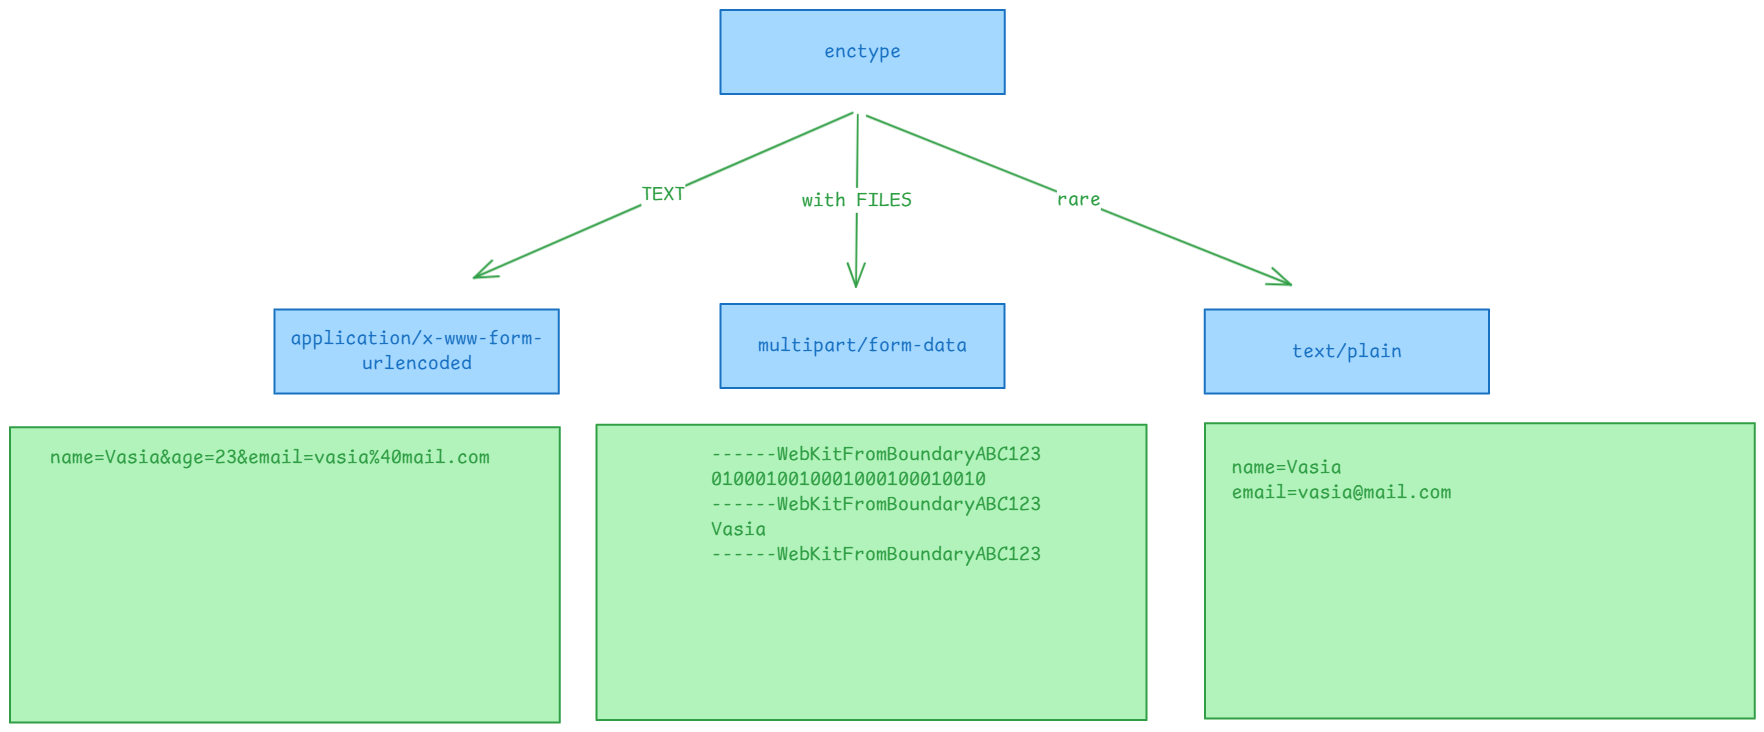 enctype
TEXT
with FILES
rare
application/x-www-form-
urlencoded
multipart/form-data
text/plain
name=Vasia&age=23&email=vasia%40mail.com
------WebKitFromBoundaryABC123
0100010010001000100010010
------WebKitFromBoundaryABC123
Vasia
------WebKitFromBoundaryABC123
name=Vasia
email=vasia@mail.com